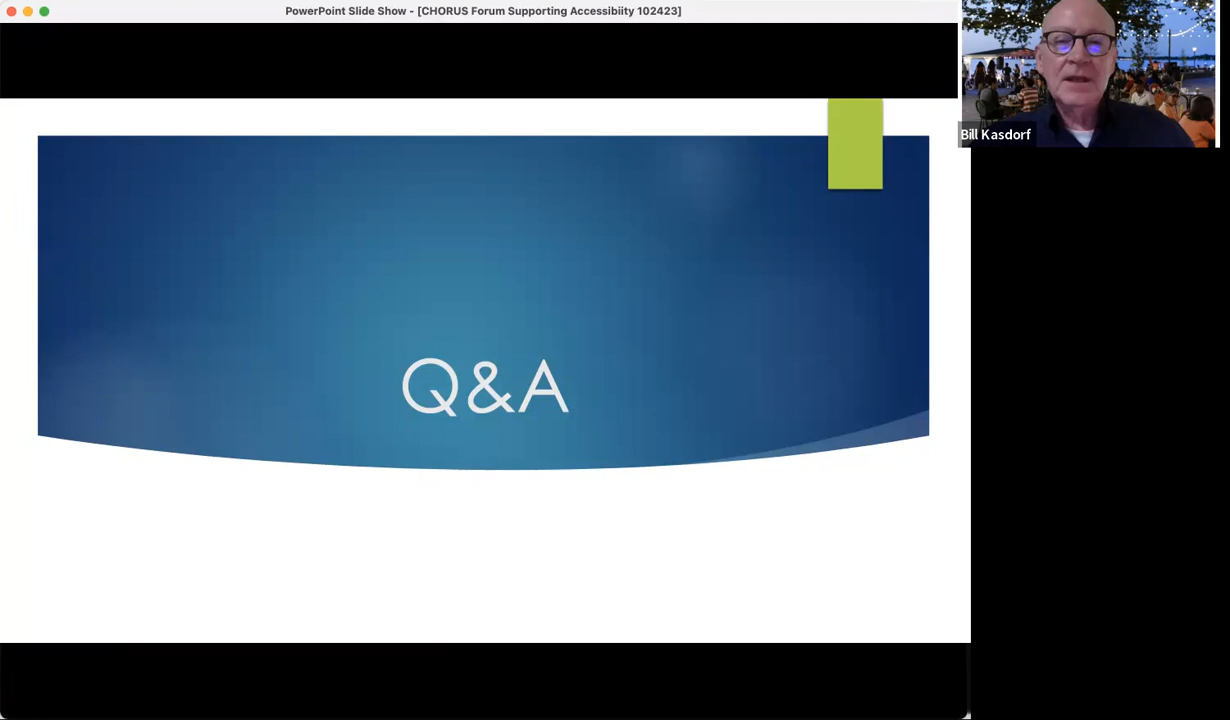 PowerPoint Slide Show - [CHORUS Forum Supporting Accessibiity 102423]
Bill Kasdorf
Q&A